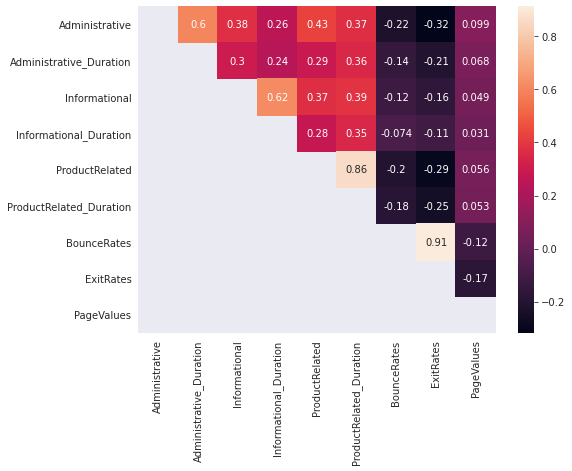 Administrative 0.6 0.38 0.26 0.43 0.37 -0.22 -0.32 0.099
Administrative_Duration 0.3 0.24 0.29 0.36 -0.14 -0.21 0.068
Informational 0.62 0.37 0.39 -0.12 -0.16 0.049
Informational_Duration 0.28 0.35 -0.074 -0.11 0.031
ProductRelated 0.86 -0.2 -0.29 0.056
ProductRelated_Duration -0.18 -0.25 0.053
BounceRates 0.91 -0.12
ExitRates -0.17
PageValues
Administrative
Administrative_Duration
Informational
Informational_Duration
ProductRelated
ProductRelated_Duration
BounceRates
ExitRates
PageValues
0.8
0.6
0.4
0.2
0.0
−0.2